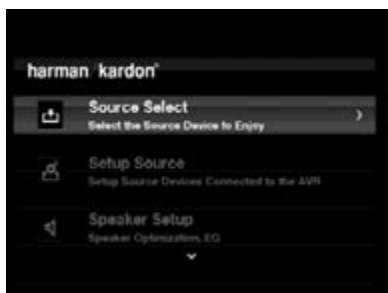 harman / kardon®
Source Select
Select the Source Device to Enjoy
Setup Source
Setup Source Devices Connected to the AVR
Speaker Setup
Speaker Optimization, EQ